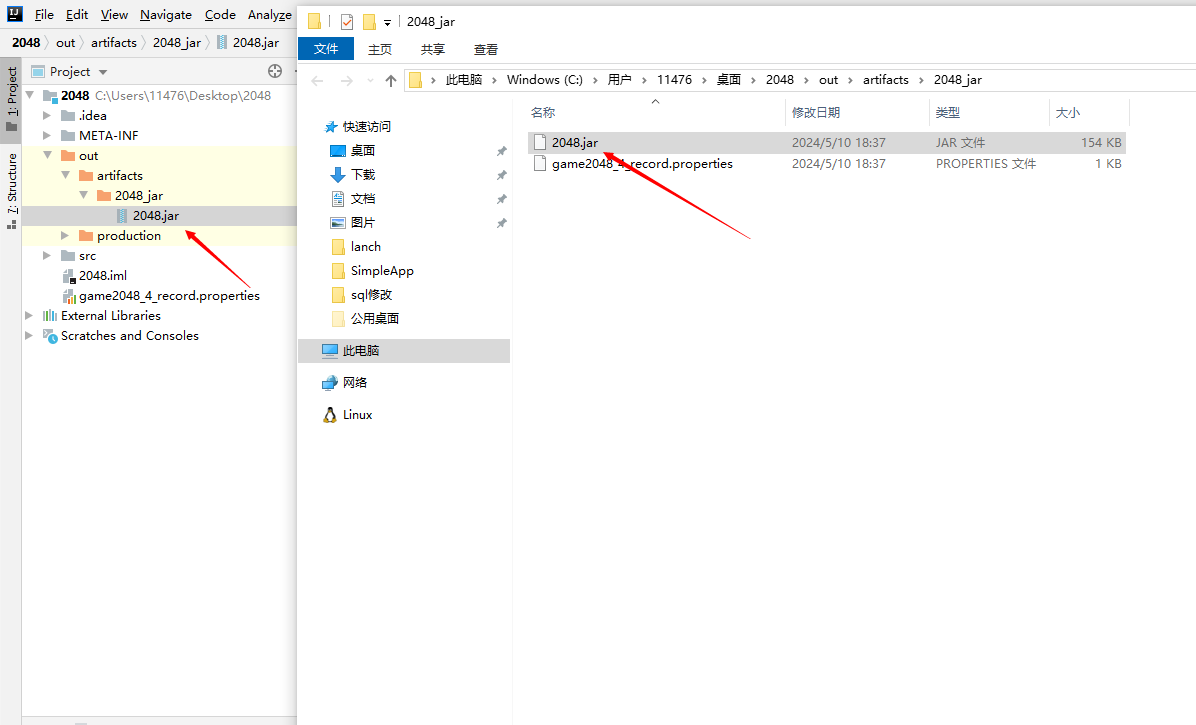 File Edit View Navigate Code Analyze
2048 out artifacts 2048_jar 2048.jar
1: Project
7: Structure
Project
2048 C:\Users\11476\Desktop\2048
.idea
META-INF
out
artifacts
2048_jar
2048.jar
production
src
2048.iml
game2048_4_record.properties
External Libraries
Scratches and Consoles
2048_jar
文件 主页 共享 查看
此电脑 Windows (C:) 用户 11476 桌面 2048 out artifacts 2048_jar
快速访问
桌面
下载
文档
图片
lanch
SimpleApp
sql修改
公用桌面
此电脑
网络
Linux
名称 修改日期 类型 大小
2048.jar 2024/5/10 18:37 JAR 文件 154 KB
game2048_4_record.properties 2024/5/10 18:37 PROPERTIES 文件 1 KB